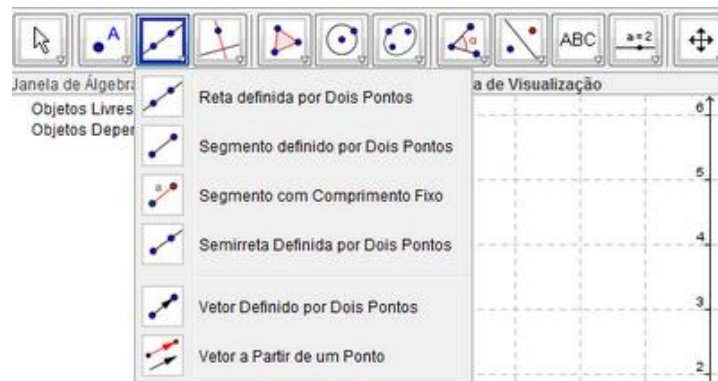 A
α
ABC
a=2
Janela de Álgebra
a de Visualização
Objetos Livres
Objetos Deper
Reta definida por Dois Pontos
Segmento definido por Dois Pontos
a
Segmento com Comprimento Fixo
Semirreta Definida por Dois Pontos
Vetor Definido por Dois Pontos
Vetor a Partir de um Ponto
6
5
4
3
2